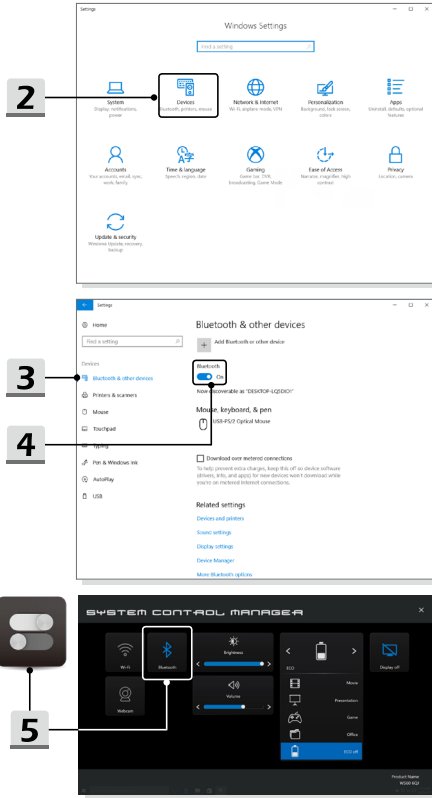 Settings
Windows Settings
Find a setting
2
System
Display, notifications,
power
Devices
Bluetooth, printers, mouse
Network & Internet
Wi-Fi, airplane mode, VPN
Personalization
Background, lock screen,
colors
Apps
Uninstall, defaults, optional
features
Accounts
Your accounts, email, sync,
work, family
Time & language
Speech, region, date
Gaming
Game bar, DVR,
broadcasting, Game Mode
Ease of Access
Narrator, magnifier, high
contrast
Privacy
Location, camera
Update & security
Windows Update, recovery,
backup
Settings
Home
Find a setting
Devices
3
Bluetooth & other devices
Printers & scanners
Mouse
Touchpad
4
Typing
Pen & Windows Ink
AutoPlay
USB
Bluetooth & other devices
Add Bluetooth or other device
Bluetooth
On
Now discoverable as "DESKTOP-LQ5DIOI"
Mouse, keyboard, & pen
USB-PS/2 Optical Mouse
Download over metered connections
To help prevent extra charges, keep this off so device software
(drivers, info, and apps) for new devices won't download while
you're on metered Internet connections.
Related settings
Devices and printers
Sound settings
Display settings
Device Manager
More Bluetooth options
SYSTEM CONTROL MANAGER
Wi-Fi
Bluetooth
Brightness
ECO
Display off
Webcam
Volume
Movie
Presentation
Game
Office
ECO off
5
Product Name